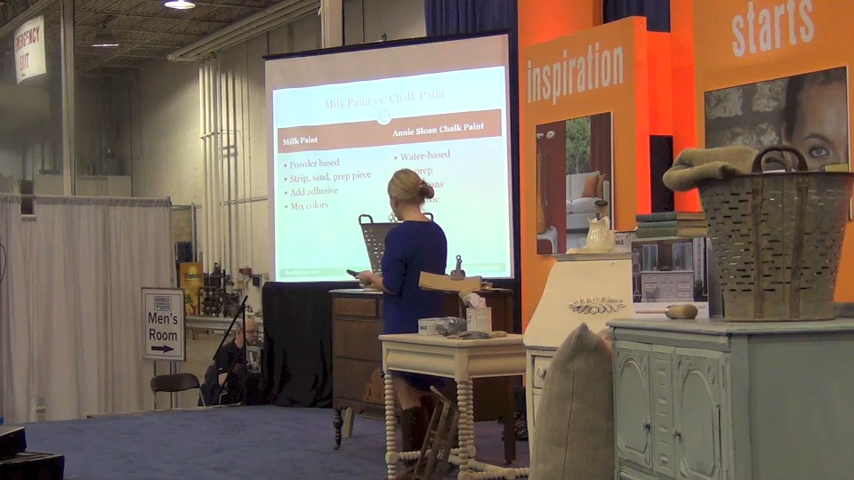 EMERGENCY
EXIT
inspiration
starts
Milk Paint vs. Chalk Paint
Milk Paint
Annie Sloan Chalk Paint
• Powder based
• Strip, sand, prep piece
• Add adhesive
• Mix colors
• Water-based
prep
Men's
Room